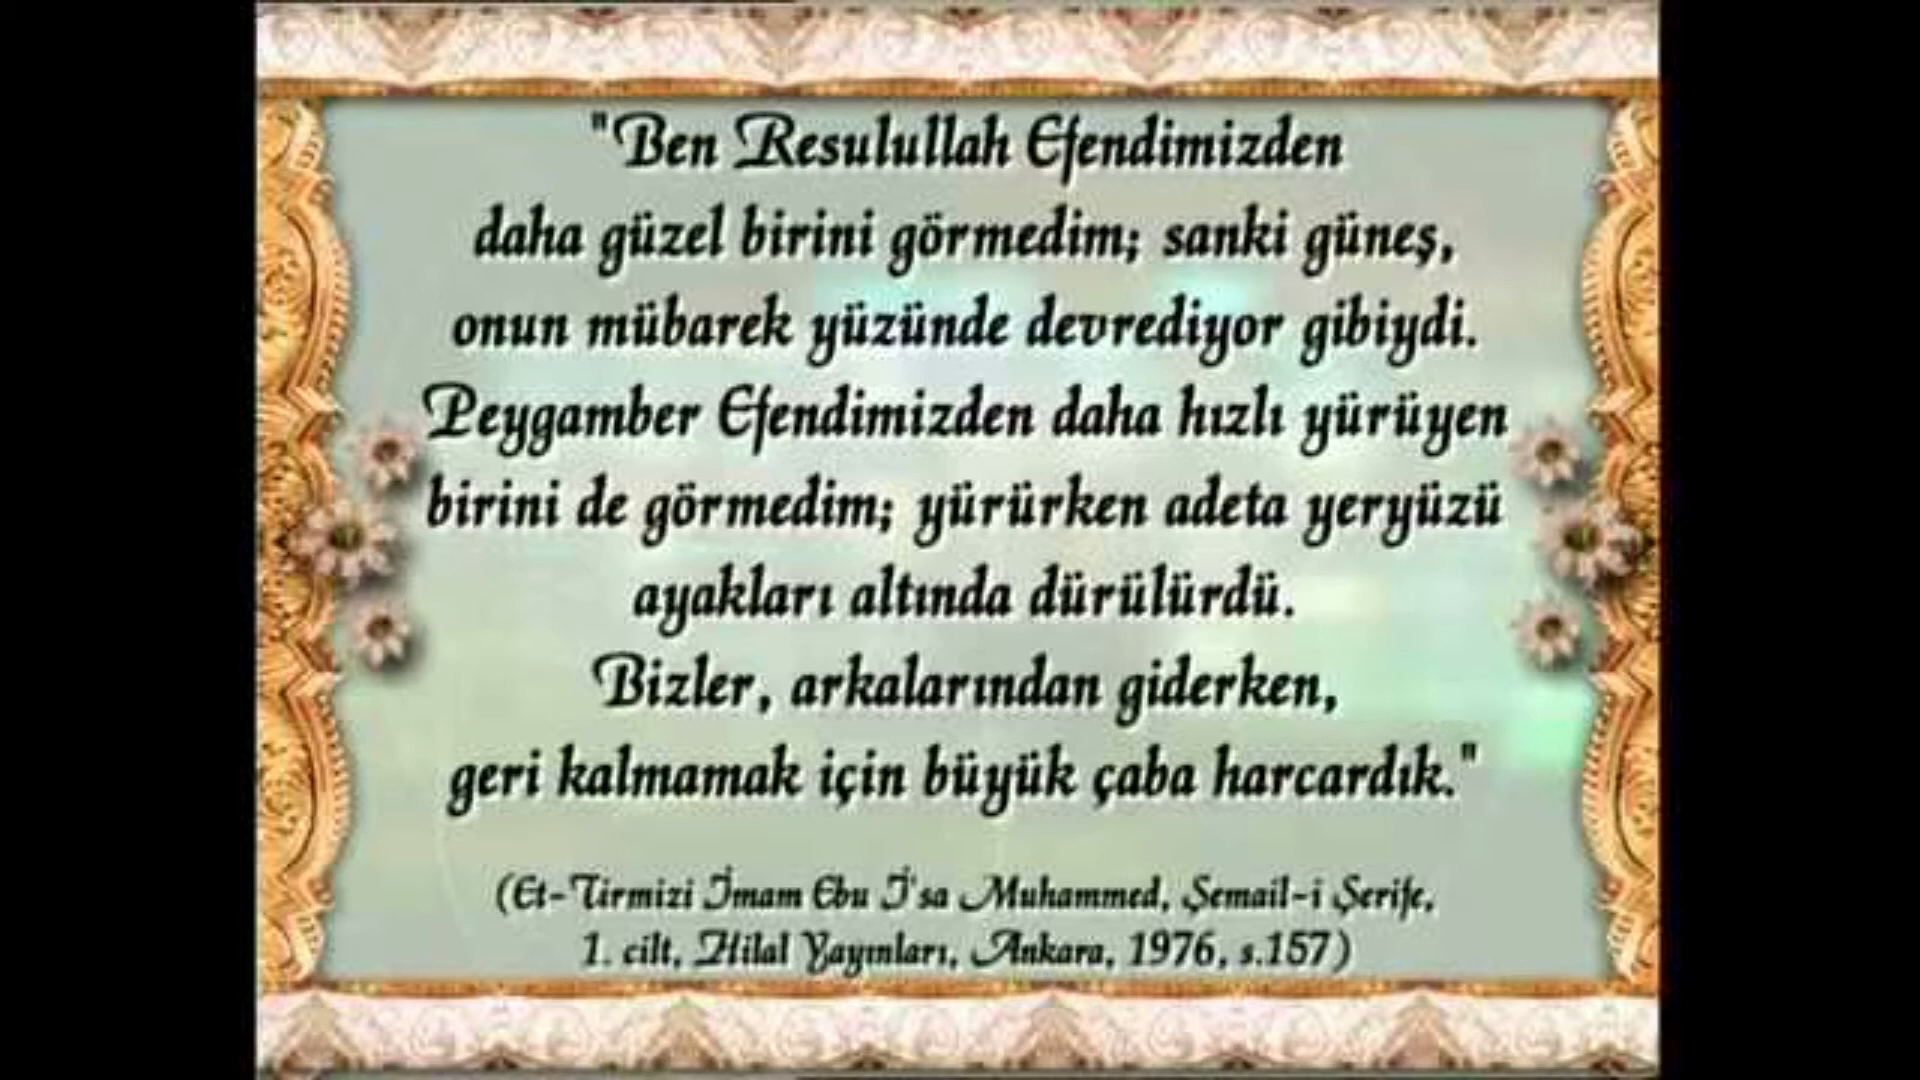 "Ben Resulullah Efendimizden
daha güzel birini görmedim; sanki güneş,
onun mübarek yüzünde devrediyor gibiydi.
Peygamber Efendimizden daha hızlı yürüyen
birini de görmedim; yürürken adeta yeryüzü
ayakları altında dürülürdü.
Bizler, arkalarından giderken,
geri kalmamak için büyük çaba harcardık."
(Et-Tirmizi İmam Ebu İ'sa Muhammed, Şemail-i Şerife,
1. cilt, Hilal Yayınları, Ankara, 1976, s.157)